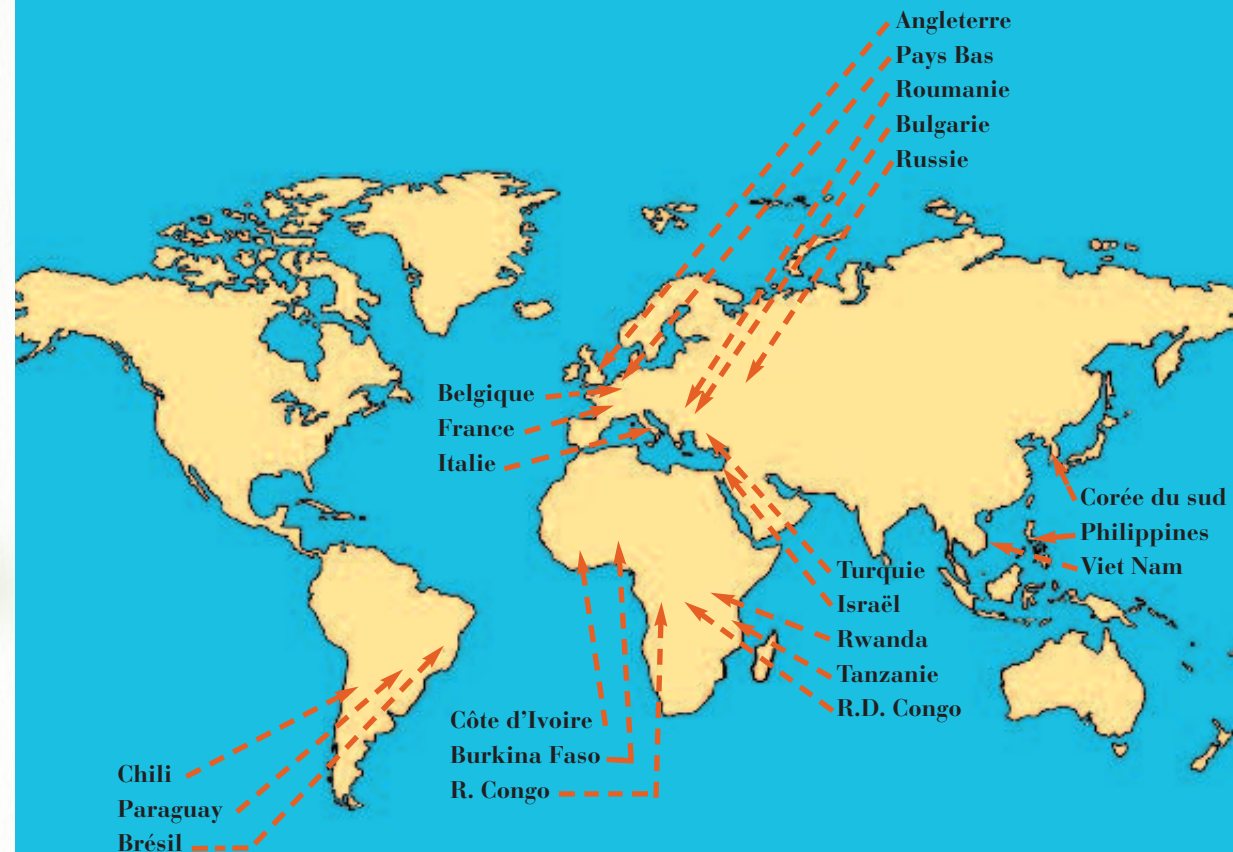 Angleterre
Pays Bas
Roumanie
Bulgarie
Russie
Belgique
France
Italie
Corée du sud
Philippines
Viet Nam
Turquie
Israël
Rwanda
Tanzanie
R.D. Congo
Côte d’Ivoire
Burkina Faso
R. Congo
Chili
Paraguay
Brésil